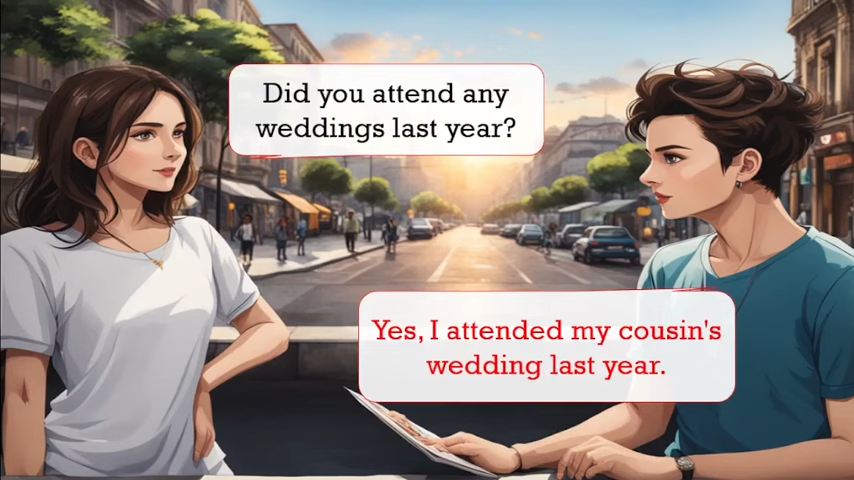 Did you attend any
weddings last year?
Yes, I attended my cousin's
wedding last year.